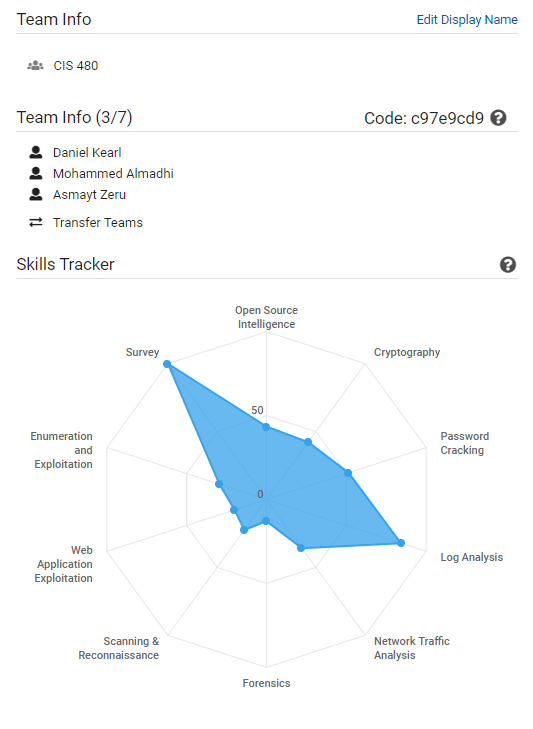 Team Info
Edit Display Name
CIS 480
Team Info (3/7)
Code: c97e9cd9
Daniel Kearl
Mohammed Almadhi
Asmayt Zeru
Transfer Teams
Skills Tracker
Open Source
Intelligence
Survey
Cryptography
50
Enumeration
and
Exploitation
Password
Cracking
0
Web
Application
Exploitation
Log Analysis
Scanning &
Reconnaissance
Network Traffic
Analysis
Forensics